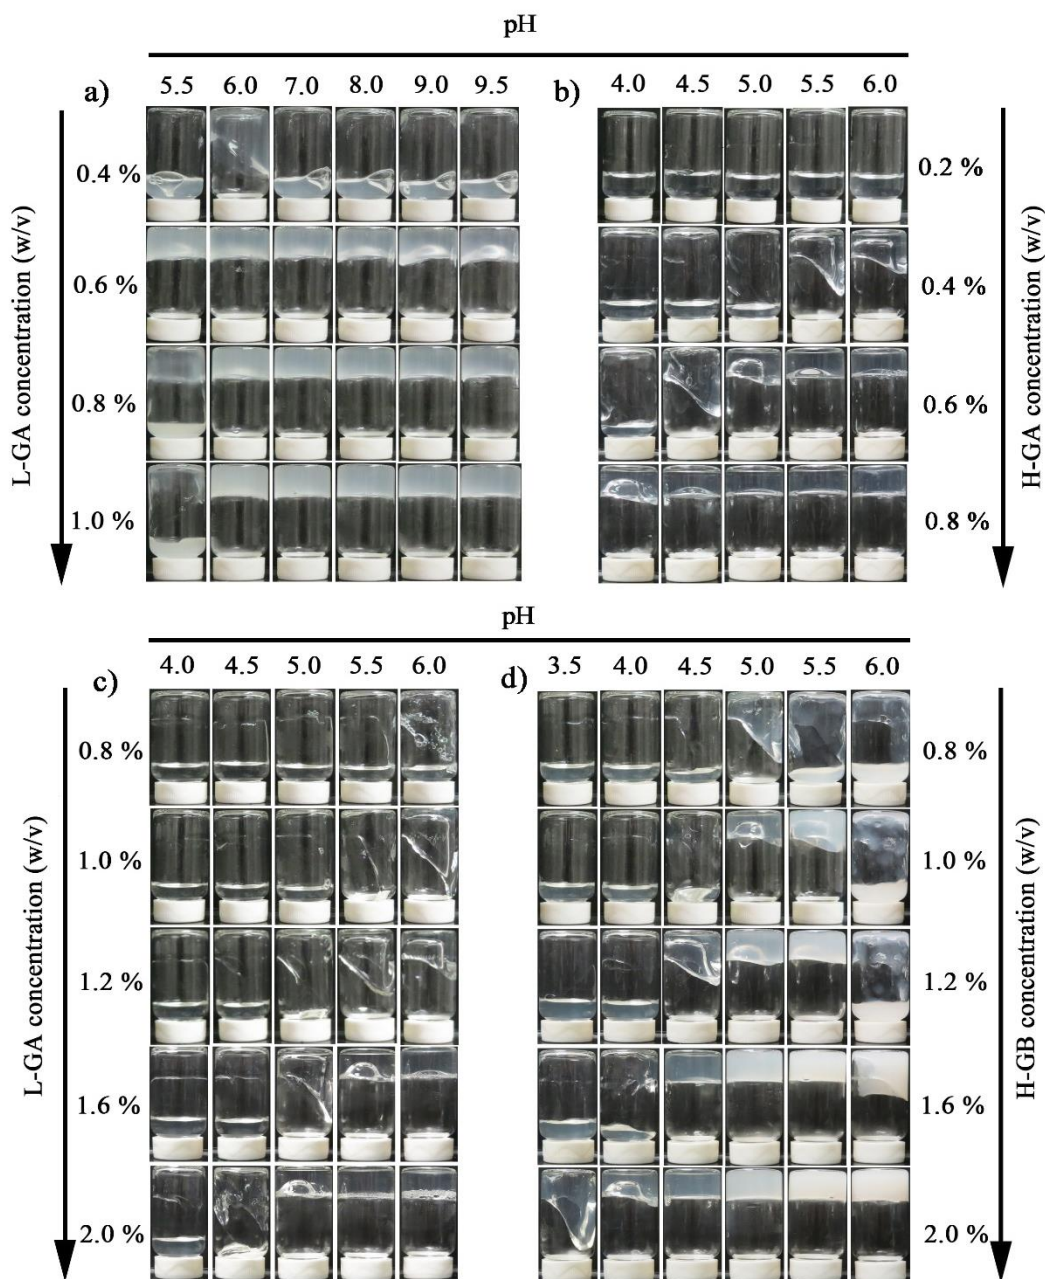 pH
a)
5.5 6.0 7.0 8.0 9.0 9.5
b)
4.0 4.5 5.0 5.5 6.0
L-GA concentration (w/v)
0.4 %
0.6 %
0.8 %
1.0 %
0.2 %
0.4 %
0.6 %
0.8 %
H-GA concentration (w/v)
pH
c)
4.0 4.5 5.0 5.5 6.0
d)
3.5 4.0 4.5 5.0 5.5 6.0
L-GA concentration (w/v)
0.8 %
1.0 %
1.2 %
1.6 %
2.0 %
0.8 %
1.0 %
1.2 %
1.6 %
2.0 %
H-GB concentration (w/v)